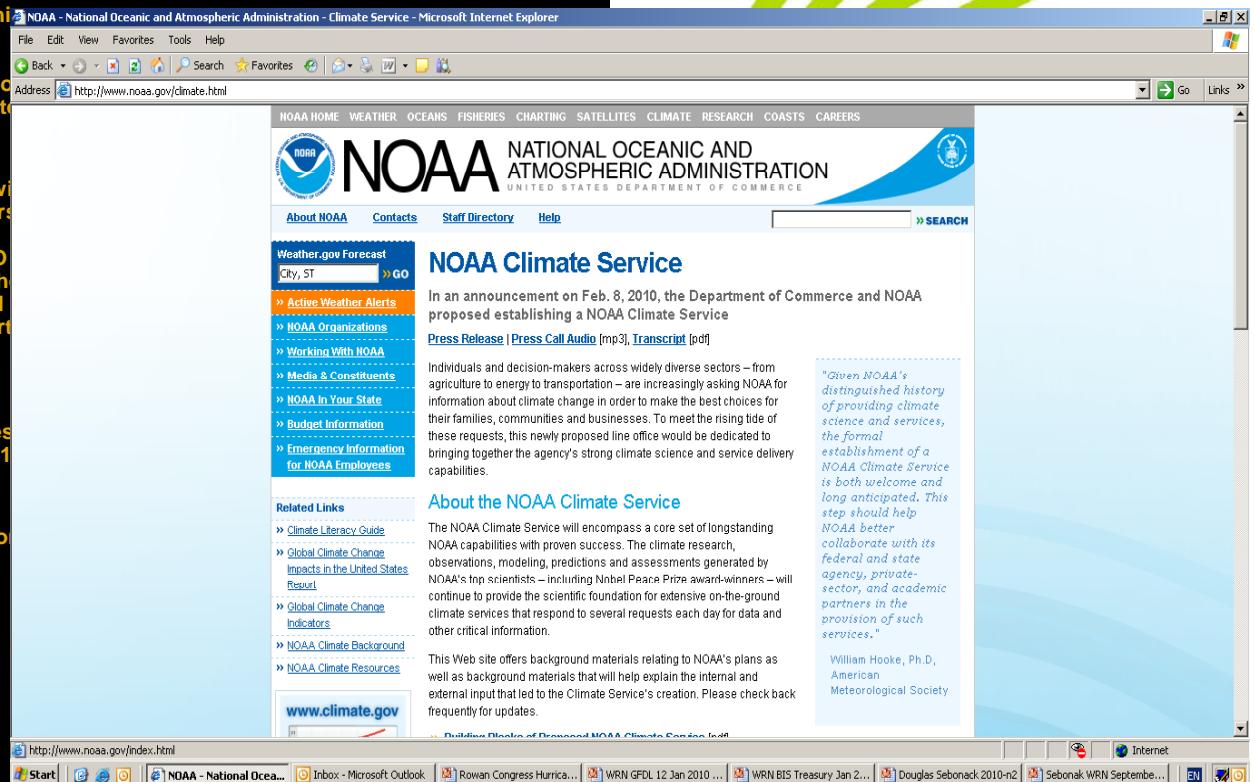 NOAA - National Oceanic and Atmospheric Administration - Climate Service - Microsoft Internet Explorer
File Edit View Favorites Tools Help
Back Search Favorites
Address http://www.noaa.gov/climate.html Go Links »
NOAA HOME WEATHER OCEANS FISHERIES CHARTING SATELLITES CLIMATE RESEARCH COASTS CAREERS
NOAA
NOAA NATIONAL OCEANIC AND
ATMOSPHERIC ADMINISTRATION
UNITED STATES DEPARTMENT OF COMMERCE
About NOAA Contacts Staff Directory Help
» SEARCH
Weather.gov Forecast
City, ST » GO
» Active Weather Alerts
» NOAA Organizations
» Working With NOAA
» Media & Constituents
» NOAA In Your State
» Budget Information
» Emergency Information
for NOAA Employees
Related Links
» Climate Literacy Guide
» Global Climate Change
Impacts in the United States
Report
» Global Climate Change
Indicators
» NOAA Climate Background
» NOAA Climate Resources
www.climate.gov
NOAA Climate Service
In an announcement on Feb. 8, 2010, the Department of Commerce and NOAA
proposed establishing a NOAA Climate Service
Press Release | Press Call Audio [mp3], Transcript [pdf]
Individuals and decision-makers across widely diverse sectors – from
agriculture to energy to transportation – are increasingly asking NOAA for
information about climate change in order to make the best choices for
their families, communities and businesses. To meet the rising tide of
these requests, this newly proposed line office would be dedicated to
bringing together the agency's strong climate science and service delivery
capabilities.
About the NOAA Climate Service
The NOAA Climate Service will encompass a core set of longstanding
NOAA capabilities with proven success. The climate research,
observations, modeling, predictions and assessments generated by
NOAA's top scientists – including Nobel Peace Prize award-winners – will
continue to provide the scientific foundation for extensive on-the-ground
climate services that respond to several requests each day for data and
other critical information.
This Web site offers background materials relating to NOAA's plans as
well as background materials that will help explain the internal and
external input that led to the Climate Service's creation. Please check back
frequently for updates.
» Building Blocks of Proposed NOAA Climate Service [pdf]
"Given NOAA's
distinguished history
of providing climate
science and services,
the formal
establishment of a
NOAA Climate Service
is both welcome and
long anticipated. This
step should help
NOAA better
collaborate with its
federal and state
agency, private-
sector, and academic
partners in the
provision of such
services."
William Hooke, Ph.D,
American
Meteorological Society
http://www.noaa.gov/index.html Internet
Start NOAA - National Ocea... Inbox - Microsoft Outlook Rowan Congress Hurrica... WRN GFDL 12 Jan 2010 ... WRN BIS Treasury Jan 2... Douglas Sebonack 2010-n2 Sebonak WRN Septembe... EN